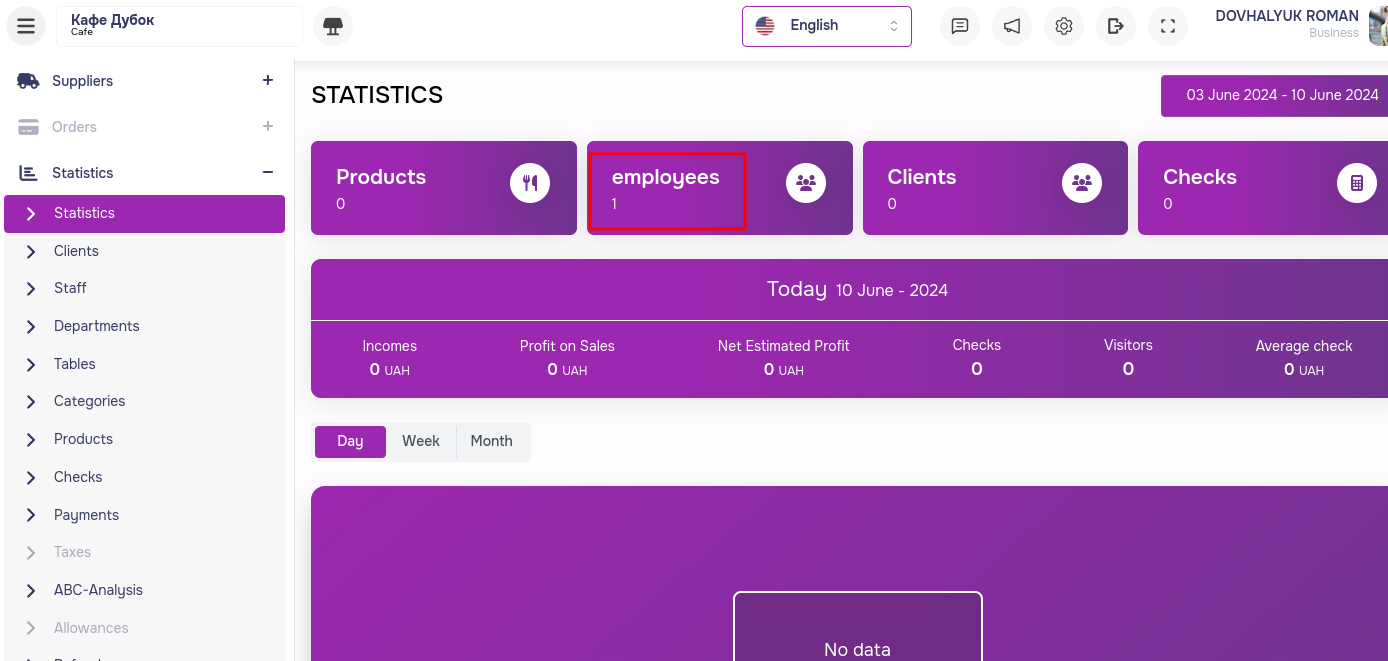 Кафе Дубок
Cafe
English
DOVHALYUK ROMAN
Business
Suppliers
Orders
Statistics
Statistics
Clients
Staff
Departments
Tables
Categories
Products
Checks
Payments
Taxes
ABC-Analysis
Allowances
STATISTICS
03 June 2024 - 10 June 2024
Products
0
employees
1
Clients
0
Checks
0
Today 10 June - 2024
Incomes
0 UAH
Profit on Sales
0 UAH
Net Estimated Profit
0 UAH
Checks
0
Visitors
0
Average check
0 UAH
Day Week Month
No data